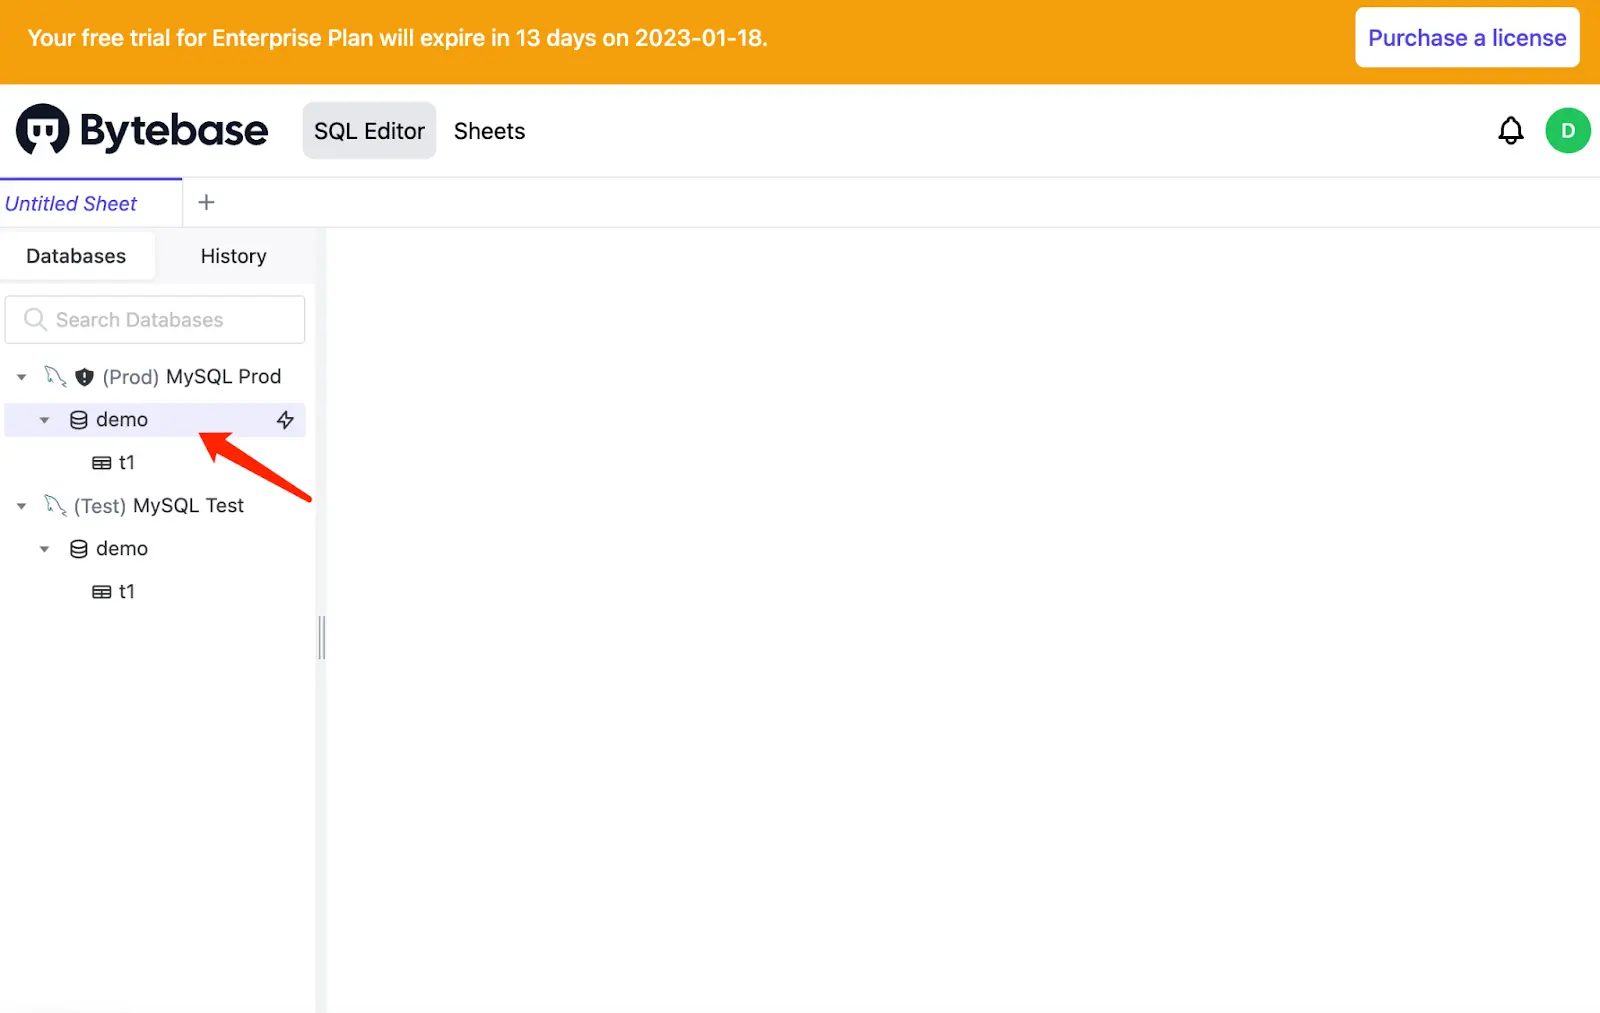 Your free trial for Enterprise Plan will expire in 13 days on 2023-01-18.
Purchase a license
Bytebase
SQL Editor
Sheets
D
Untitled Sheet
+
Databases
History
Search Databases
(Prod) MySQL Prod
demo
t1
(Test) MySQL Test
demo
t1